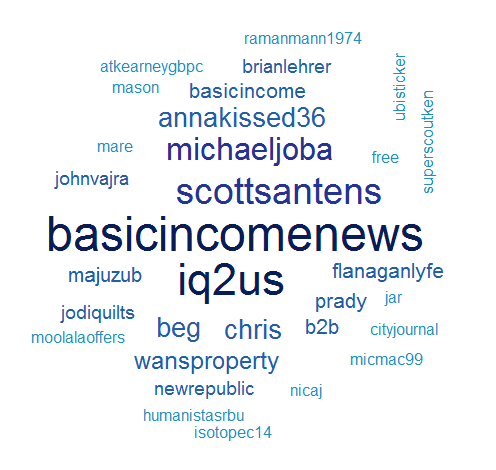 ramanmann1974
atkearneygbpc
brianlehrer
mason
basicincome
ubisticker
annakissed36
superscoutken
mare
michaeljoba
free
johnvajra
scottsantens
basicincomenews
majuzub
iq2us
flanaganlyfe
jodiquilts
prady
jar
moolalaoffers
beg
chris
b2b
cityjournal
wansproperty
micmac99
newrepublic
nicaj
humanistasrbu
isotopec14